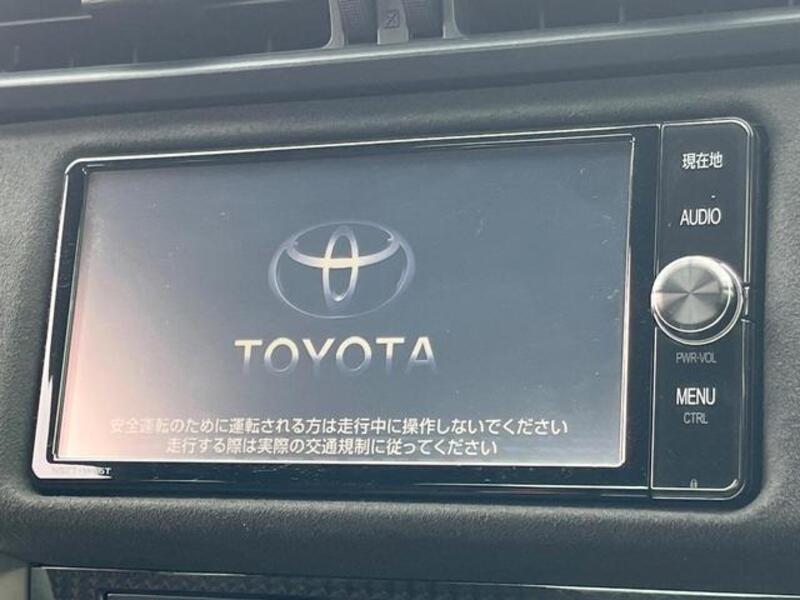 現在地
AUDIO
TOYOTA
PWR-VOL
MENU
CTRL
安全運転のために運転される方は走行中に操作しないでください
走行する際は実際の交通規制に従ってください